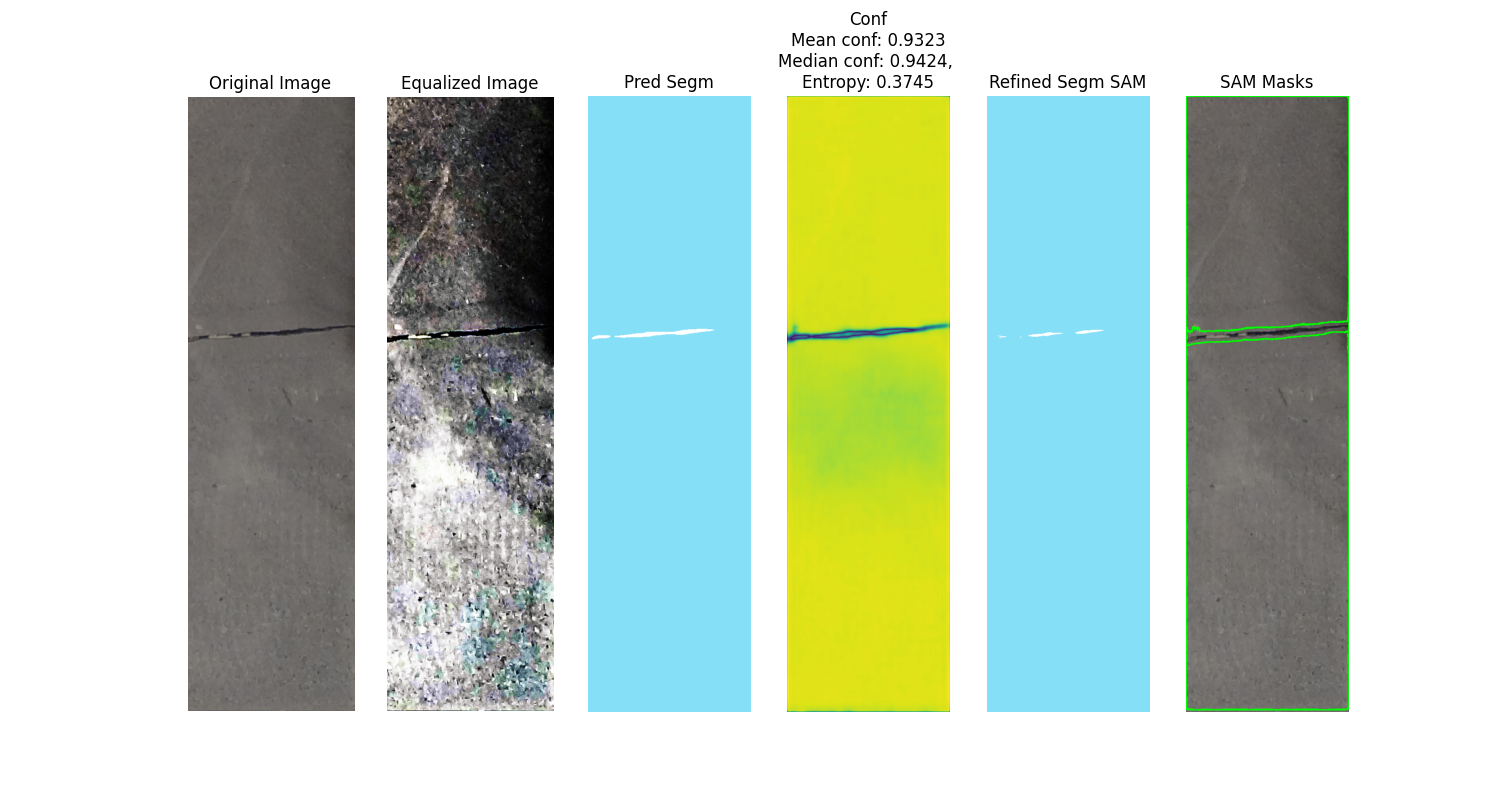 Original Image
Equalized Image
Pred Segm
Conf
Mean conf: 0.9323
Median conf: 0.9424,
Entropy: 0.3745
Refined Segm SAM
SAM Masks